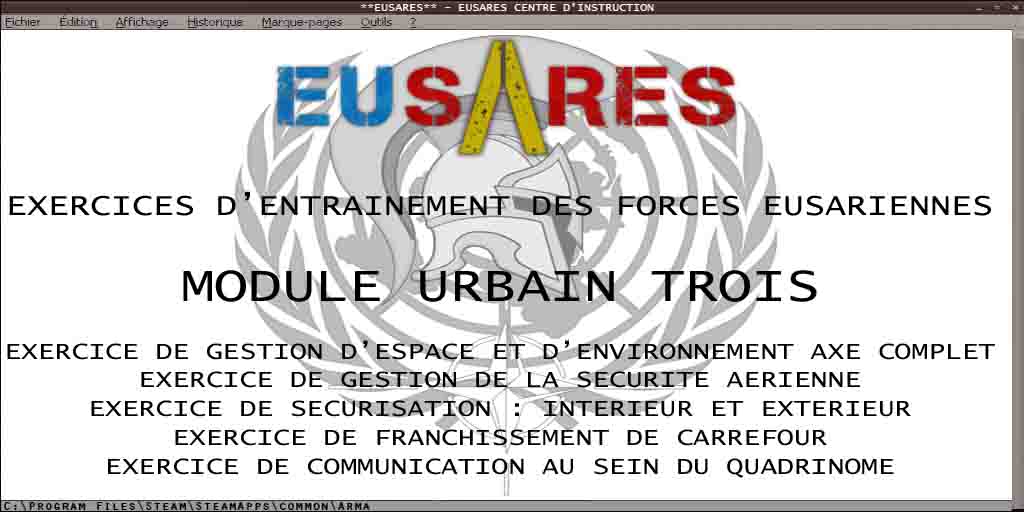 **EUSARES** - EUSARES CENTRE D'INSTRUCTION
Fichier Édition Affichage Historique Marque-pages Outils ?
EUSARES
EXERCICES D'ENTRAINEMENT DES FORCES EUSARIENNES
MODULE URBAIN TROIS
EXERCICE DE GESTION D'ESPACE ET D'ENVIRONNEMENT AXE COMPLET
EXERCICE DE GESTION DE LA SECURITE AERIENNE
EXERCICE DE SECURISATION : INTERIEUR ET EXTERIEUR
EXERCICE DE FRANCHISSEMENT DE CARREFOUR
EXERCICE DE COMMUNICATION AU SEIN DU QUADRINOME
C:\Program Files\Steam\SteamApps\common\Arma